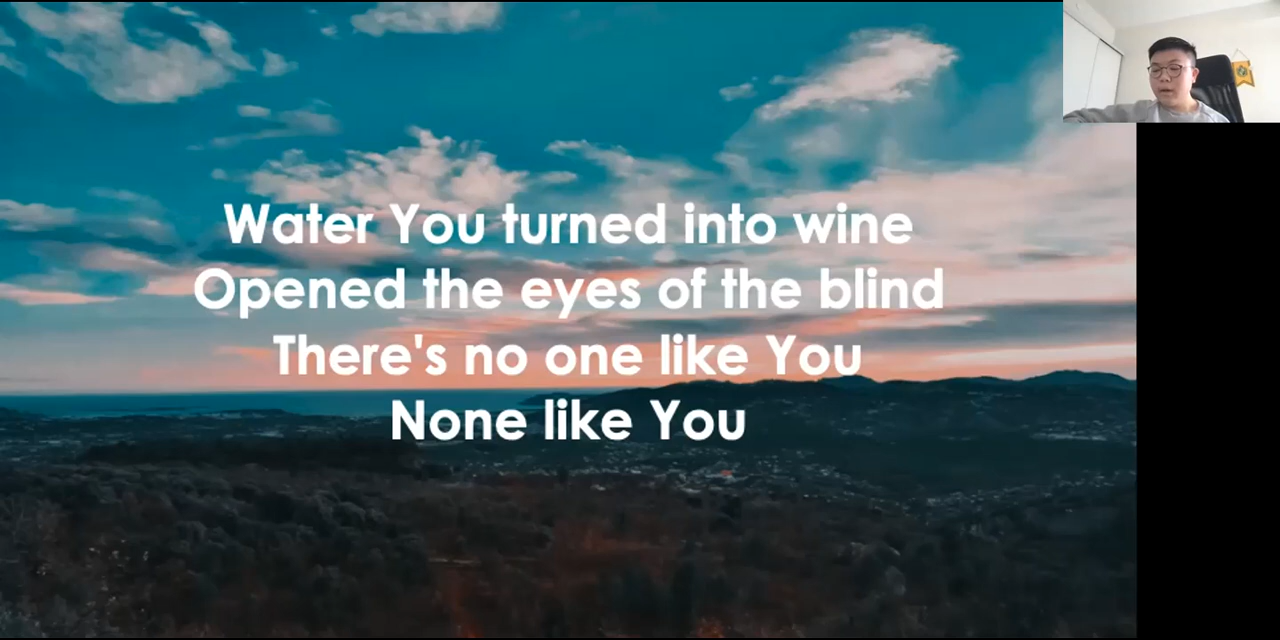 Water You turned into wine
Opened the eyes of the blind
There's no one like You
None like You